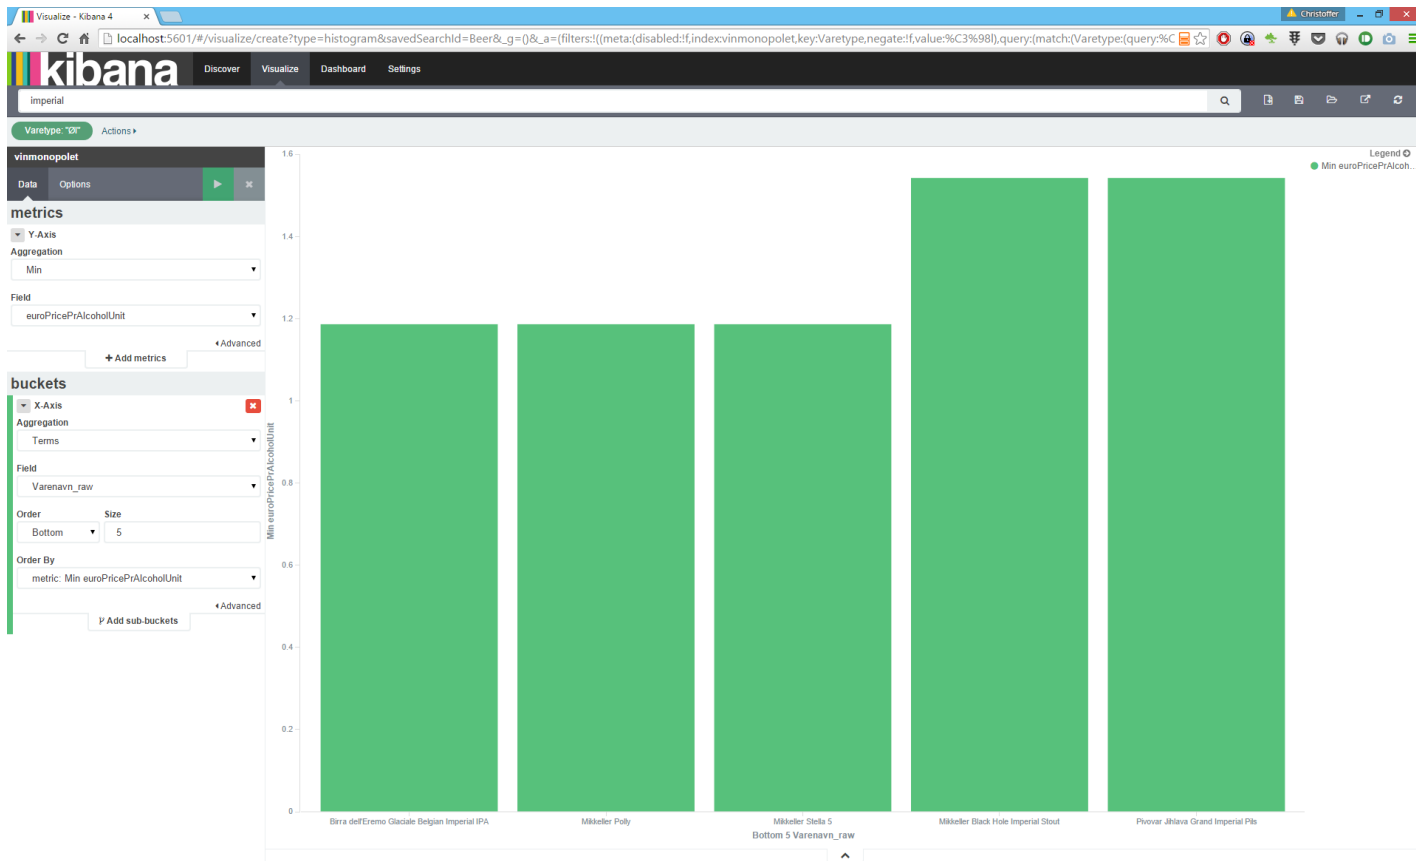 Visualize - Kibana 4
Christoffer
localhost:5601/#/visualize/create?type=histogram&savedSearchId=Beer&_g=()&_a=(filters:!((meta:(disabled:!f,index:vinmonopolet,key:Varetype,negate:!f,value:%C3%98l),query:(match:(Varetype:(query:%C
kibana
Discover
Visualize
Dashboard
Settings
imperial
Varetype: "Øl"
Actions
vinmonopolet
Data
Options
metrics
Y-Axis
Aggregation
Min
Field
euroPricePrAlcoholUnit
Advanced
Add metrics
buckets
X-Axis
Aggregation
Terms
Field
Varenavn_raw
Order
Size
Bottom
5
Order By
metric: Min euroPricePrAlcoholUnit
Advanced
Add sub-buckets
Legend
Min euroPricePrAlcoh...
Min euroPricePrAlcoholUnit
1.6
1.4
1.2
1
0.8
0.6
0.4
0.2
0
Birra dell'Eremo Glaciale Belgian Imperial IPA
Mikkeller Polly
Mikkeller Stella 5
Mikkeller Black Hole Imperial Stout
Pivovar Jihlava Grand Imperial Pils
Bottom 5 Varenavn_raw